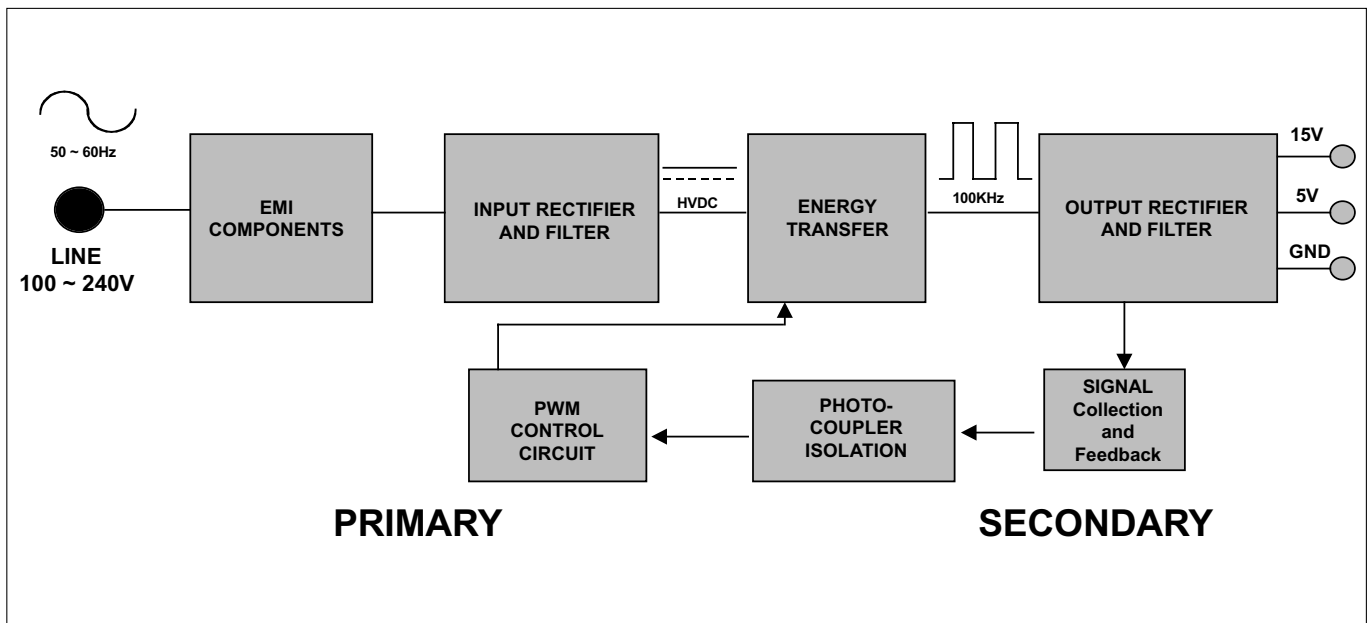 50 ~ 60Hz
LINE
100 ~ 240V
EMI
COMPONENTS
INPUT RECTIFIER
AND FILTER
HVDC
ENERGY
TRANSFER
100KHz
OUTPUT RECTIFIER
AND FILTER
15V
5V
GND
PWM
CONTROL
CIRCUIT
PHOTO-
COUPLER
ISOLATION
SIGNAL
Collection
and
Feedback
PRIMARY
SECONDARY